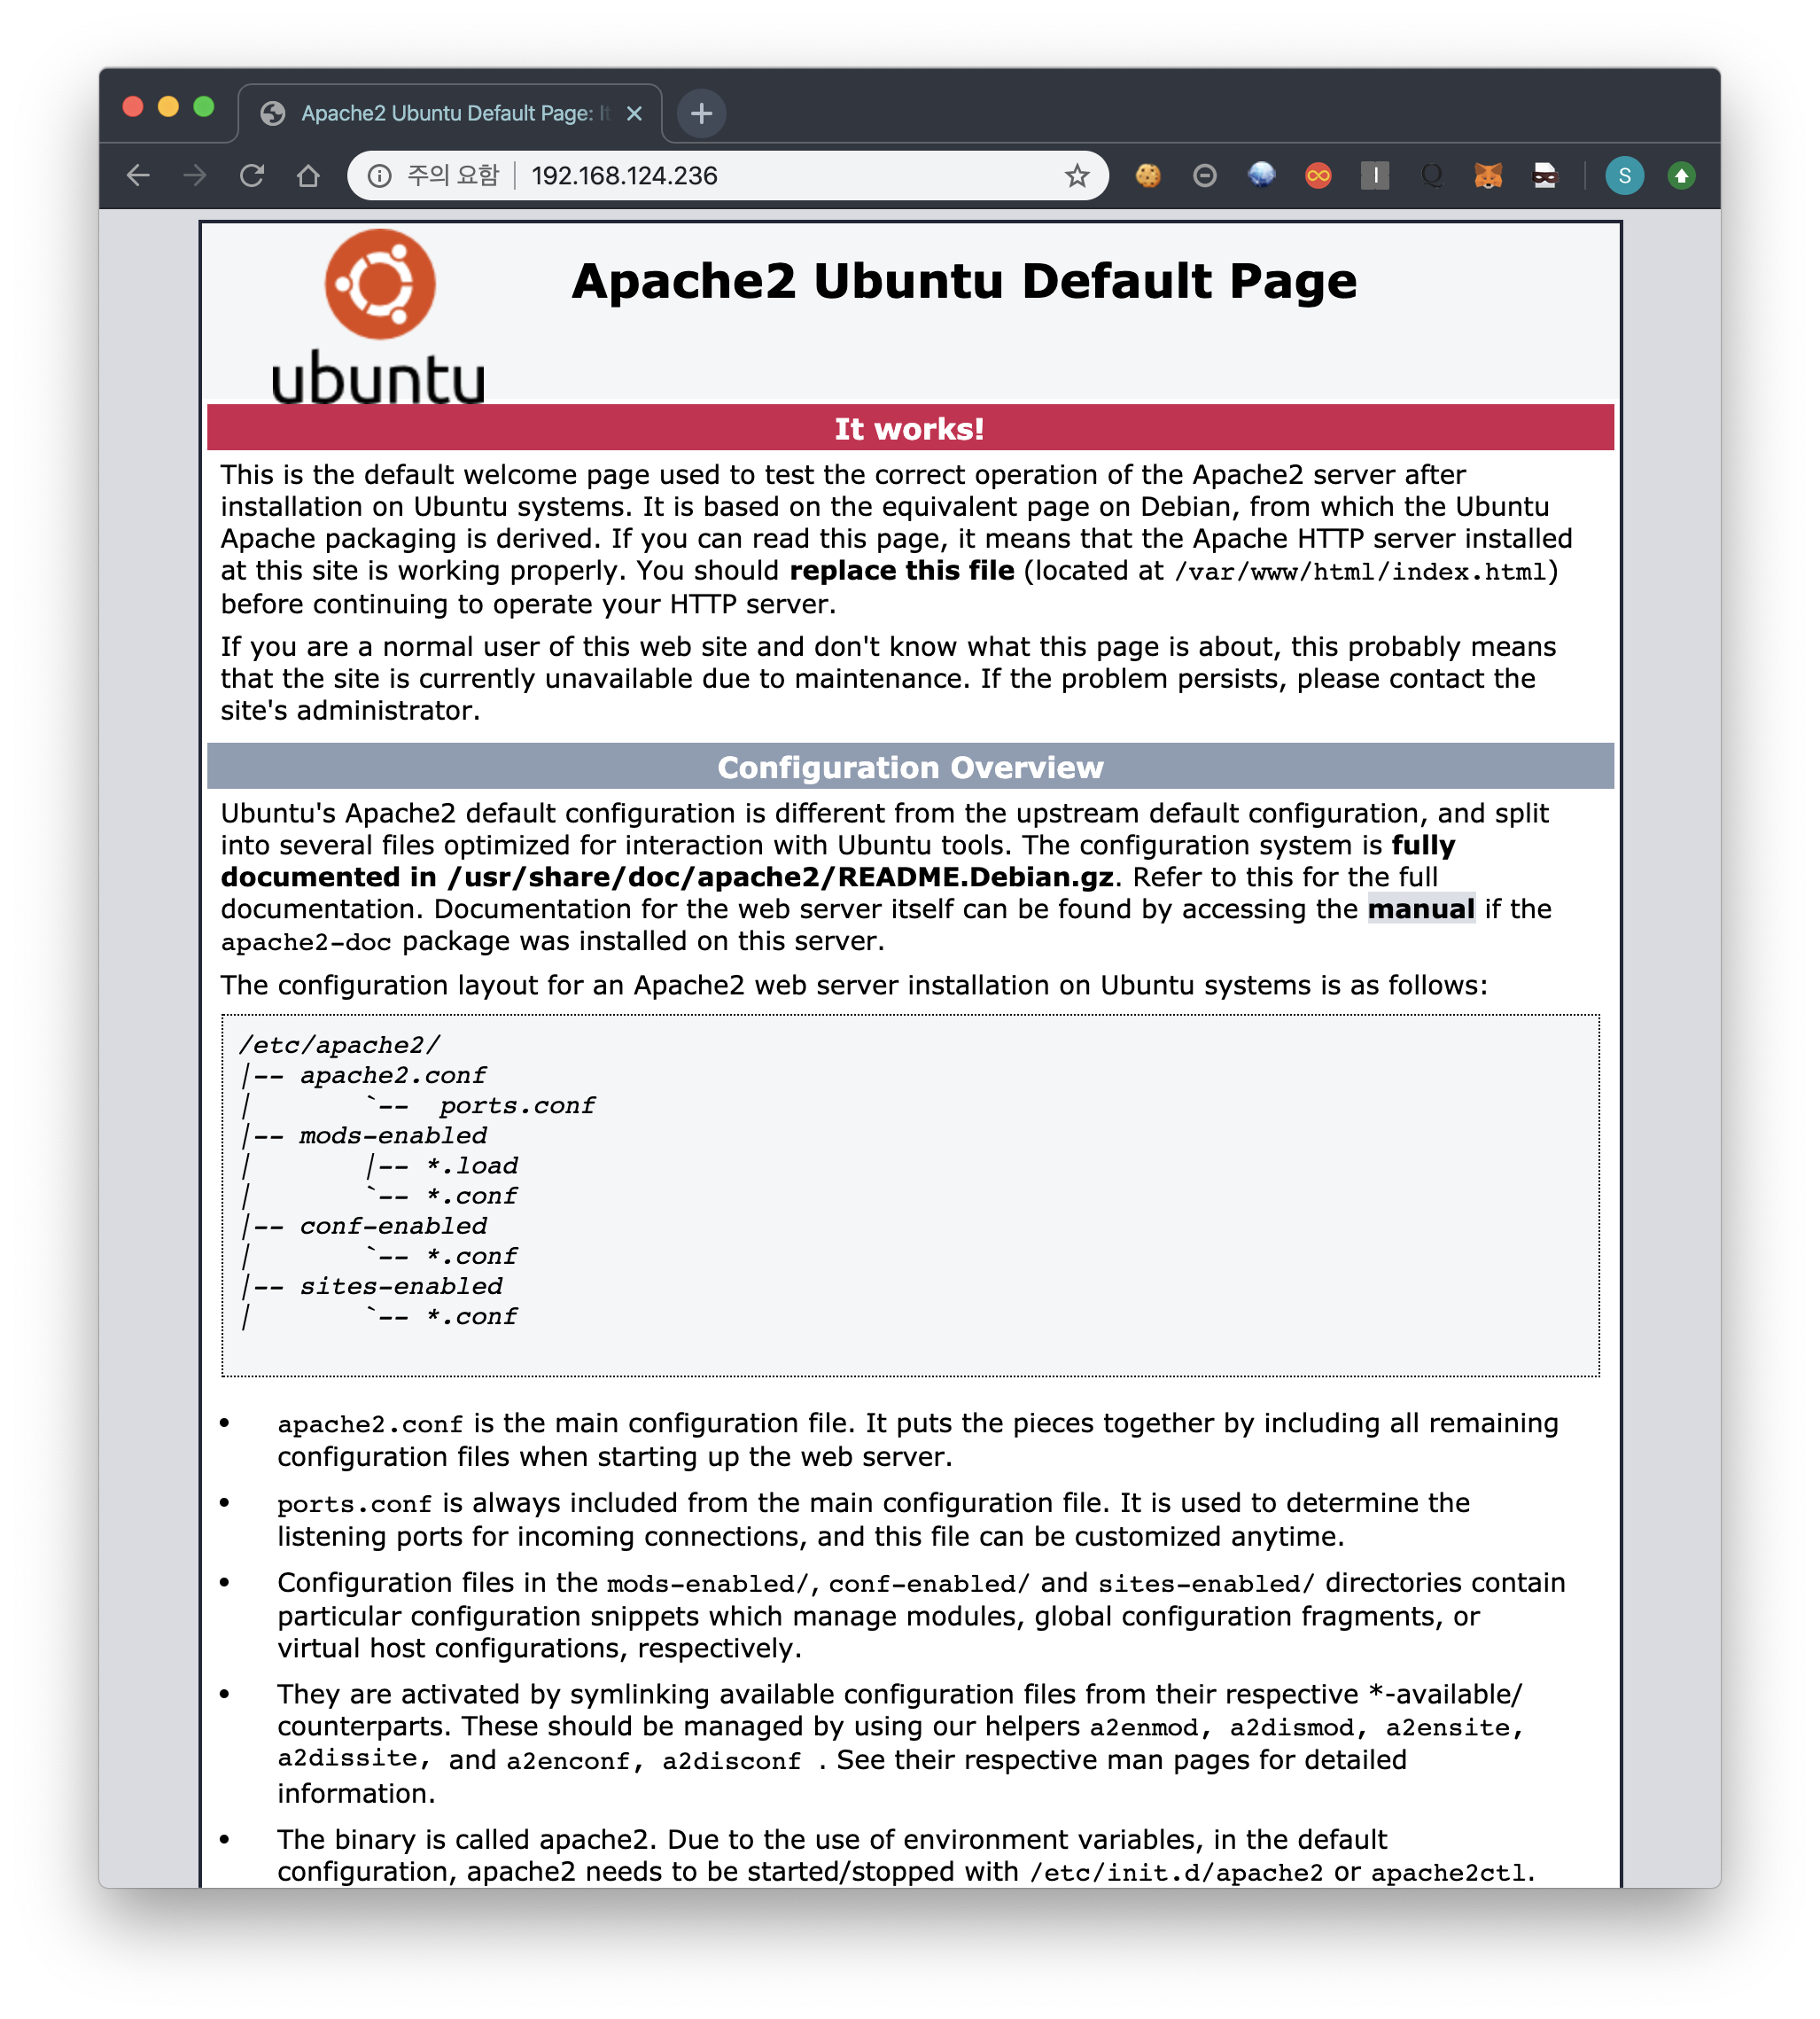 Apache2 Ubuntu Default Page: It
주의 요함 192.168.124.236
S
ubuntu
Apache2 Ubuntu Default Page
It works!
This is the default welcome page used to test the correct operation of the Apache2 server after
installation on Ubuntu systems. It is based on the equivalent page on Debian, from which the Ubuntu
Apache packaging is derived. If you can read this page, it means that the Apache HTTP server installed
at this site is working properly. You should replace this file (located at /var/www/html/index.html)
before continuing to operate your HTTP server.
If you are a normal user of this web site and don't know what this page is about, this probably means
that the site is currently unavailable due to maintenance. If the problem persists, please contact the
site's administrator.
Configuration Overview
Ubuntu's Apache2 default configuration is different from the upstream default configuration, and split
into several files optimized for interaction with Ubuntu tools. The configuration system is fully
documented in /usr/share/doc/apache2/README.Debian.gz. Refer to this for the full
documentation. Documentation for the web server itself can be found by accessing the manual if the
apache2-doc package was installed on this server.
The configuration layout for an Apache2 web server installation on Ubuntu systems is as follows:
/etc/apache2/
|-- apache2.conf
|       `--  ports.conf
|-- mods-enabled
|       |-- *.load
|       `-- *.conf
|-- conf-enabled
|       `-- *.conf
|-- sites-enabled
|       `-- *.conf
• apache2.conf is the main configuration file. It puts the pieces together by including all remaining
configuration files when starting up the web server.
• ports.conf is always included from the main configuration file. It is used to determine the
listening ports for incoming connections, and this file can be customized anytime.
• Configuration files in the mods-enabled/, conf-enabled/ and sites-enabled/ directories contain
particular configuration snippets which manage modules, global configuration fragments, or
virtual host configurations, respectively.
• They are activated by symlinking available configuration files from their respective *-available/
counterparts. These should be managed by using our helpers a2enmod, a2dismod, a2ensite,
a2dissite, and a2enconf, a2disconf . See their respective man pages for detailed
information.
• The binary is called apache2. Due to the use of environment variables, in the default
configuration, apache2 needs to be started/stopped with /etc/init.d/apache2 or apache2ctl.